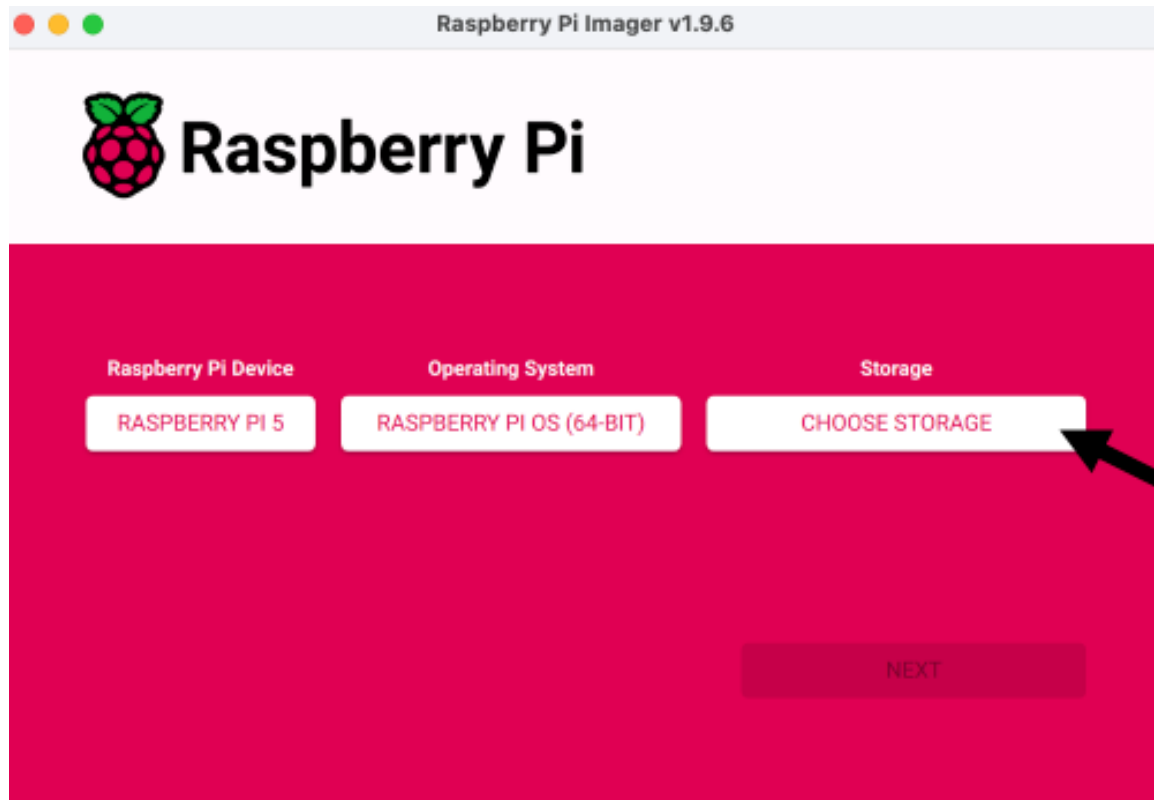 Raspberry Pi Imager v1.9.6
Raspberry Pi
Raspberry Pi Device
Operating System
Storage
RASPBERRY PI 5
RASPBERRY PI OS (64-BIT)
CHOOSE STORAGE
NEXT